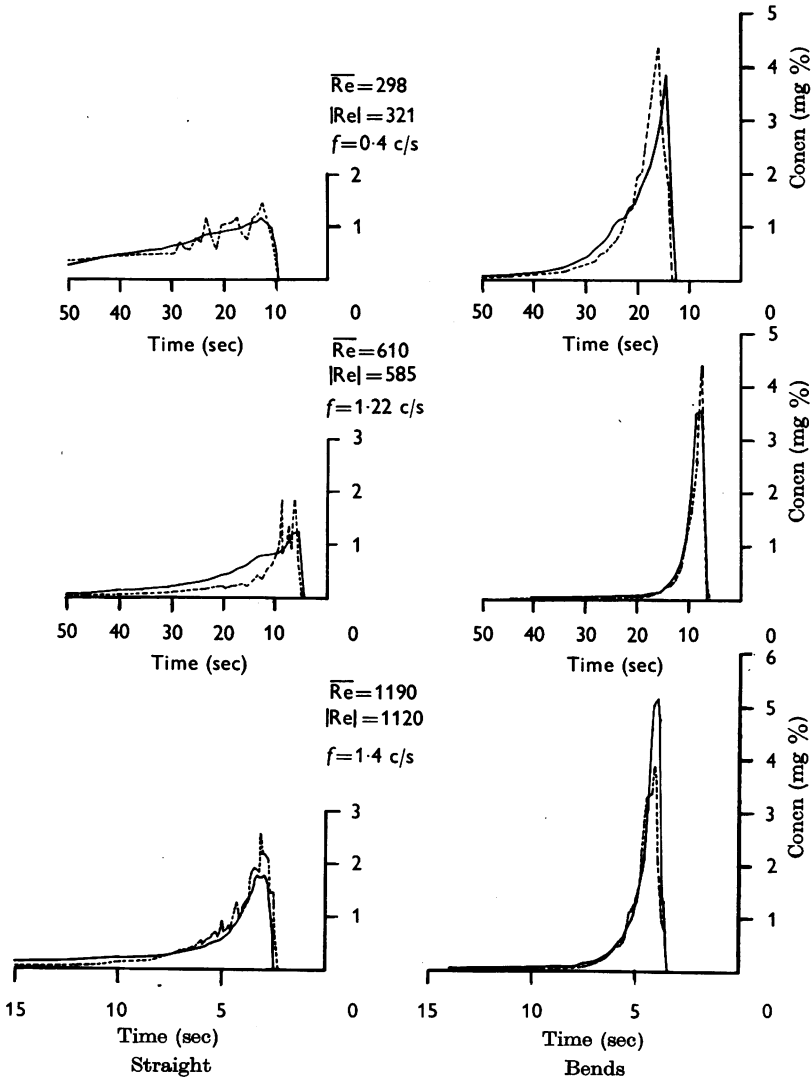 R̅e̅=298
|Re|=321
f=0·4 c/s
2
1
50 40 30 20 10 0
Time (sec)
5
4
3
2
1
Concn (mg %)
50 40 30 20 10 0
Time (sec)
R̅e̅=610
|Re|=585
f=1·22 c/s
3
2
1
50 40 30 20 10 0
Time (sec)
5
4
3
2
1
Concn (mg %)
50 40 30 20 10 0
Time (sec)
R̅e̅=1190
|Re|=1120
f=1·4 c/s
3
2
1
15 10 5 0
Time (sec)
Straight
6
5
4
3
2
1
Concn (mg %)
15 10 5 0
Time (sec)
Bends